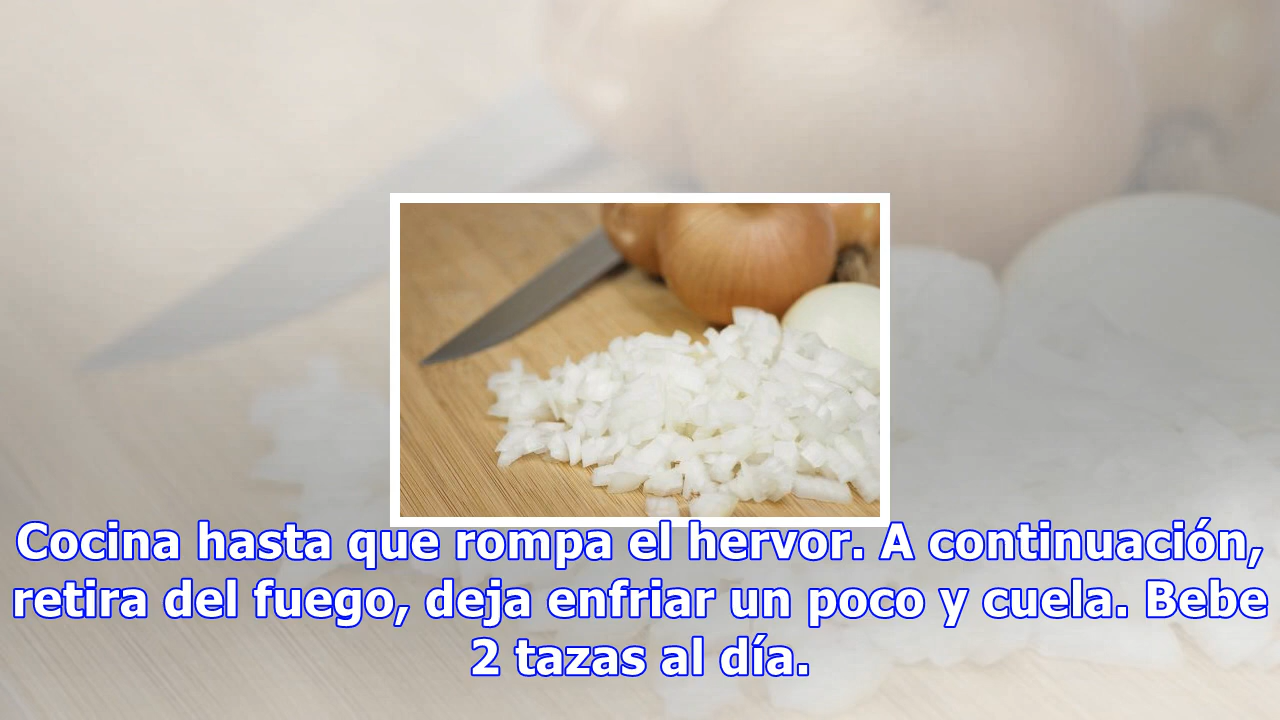 Cocina hasta que rompa el hervor. A continuación,
retira del fuego, deja enfriar un poco y cuela. Bebe
2 tazas al día.